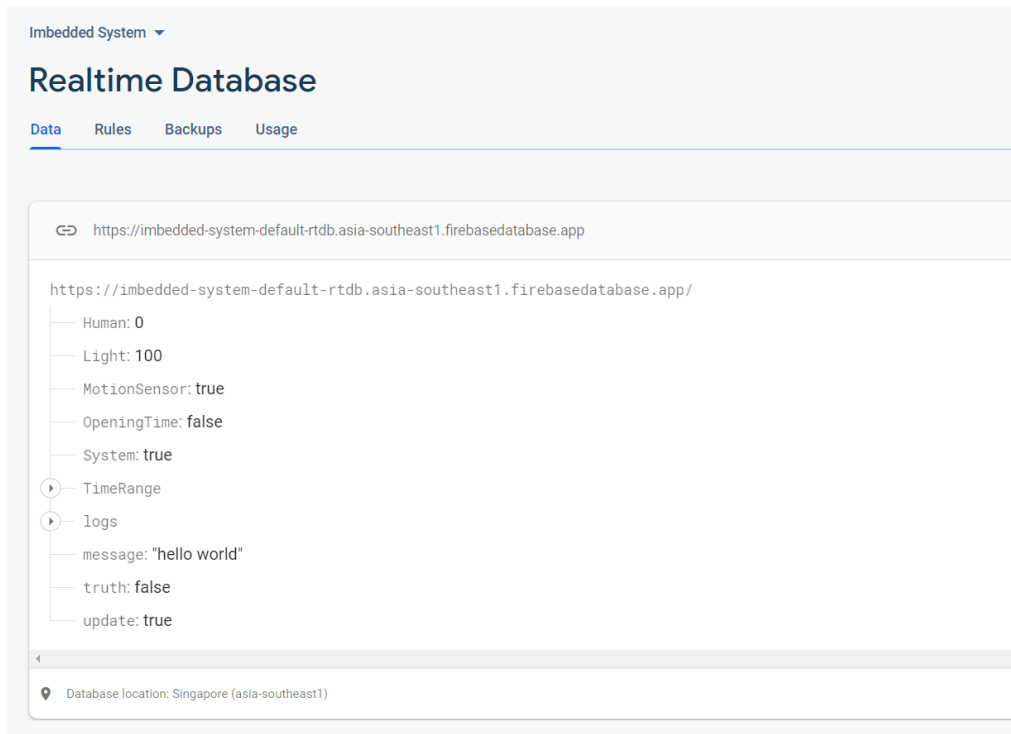 Imbedded System
Realtime Database
Data Rules Backups Usage
https://imbedded-system-default-rtdb.asia-southeast1.firebasedatabase.app
https://imbedded-system-default-rtdb.asia-southeast1.firebasedatabase.app/
Human: 0
Light: 100
MotionSensor: true
OpeningTime: false
System: true
TimeRange
logs
message: "hello world"
truth: false
update: true
Database location: Singapore (asia-southeast1)